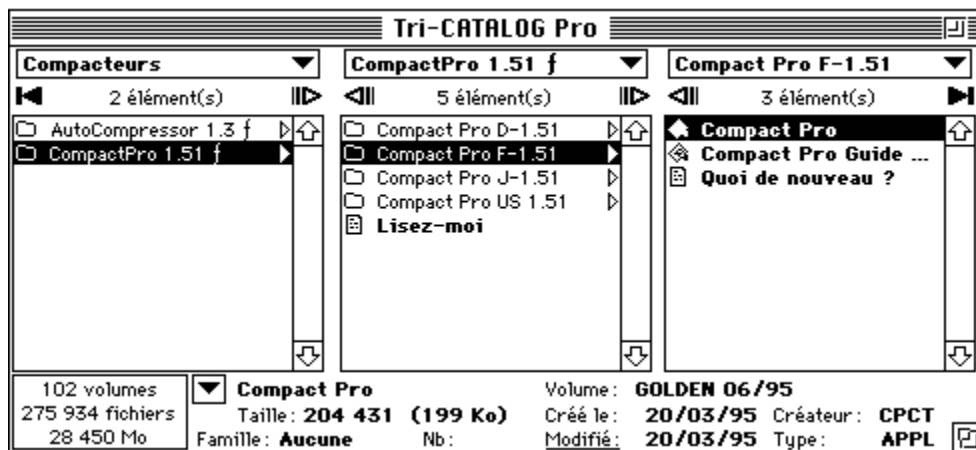 Tri-CATALOG Pro
Compacteurs
2 élément(s)
AutoCompressor 1.3 ƒ
CompactPro 1.51 ƒ
CompactPro 1.51 ƒ
5 élément(s)
Compact Pro D-1.51
Compact Pro F-1.51
Compact Pro J-1.51
Compact Pro US 1.51
Lisez-moi
Compact Pro F-1.51
3 élément(s)
Compact Pro
Compact Pro Guide ...
Quoi de nouveau ?
102 volumes
275 934 fichiers
28 450 Mo
Compact Pro
Volume : GOLDEN 06/95
Taille : 204 431 (199 Ko)
Créé le : 20/03/95 Créateur : CPCT
Famille : Aucune
Nb :
Modifié : 20/03/95 Type : APPL